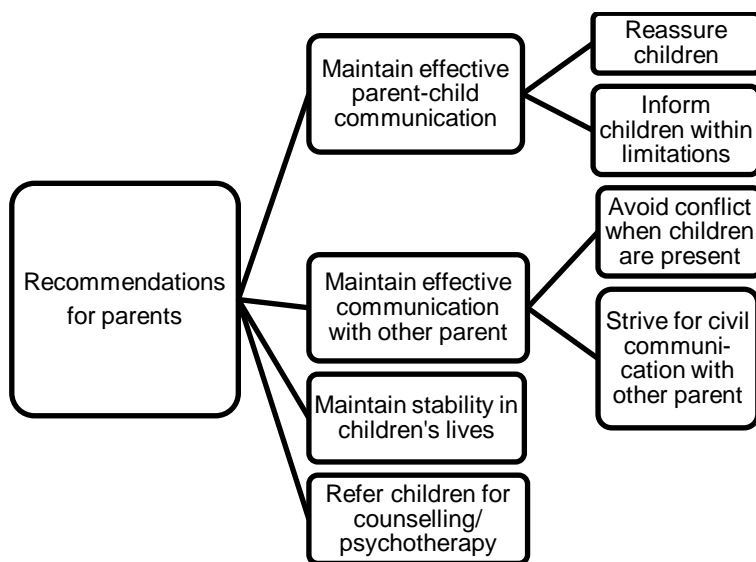 Recommendations
for parents
Maintain effective
parent-child
communication
Reassure
children
Inform
children within
limitations
Maintain effective
communication
with other parent
Avoid conflict
when children
are present
Strive for civil
communi-
cation with
other parent
Maintain stability in
children's lives
Refer children for
counselling/
psychotherapy